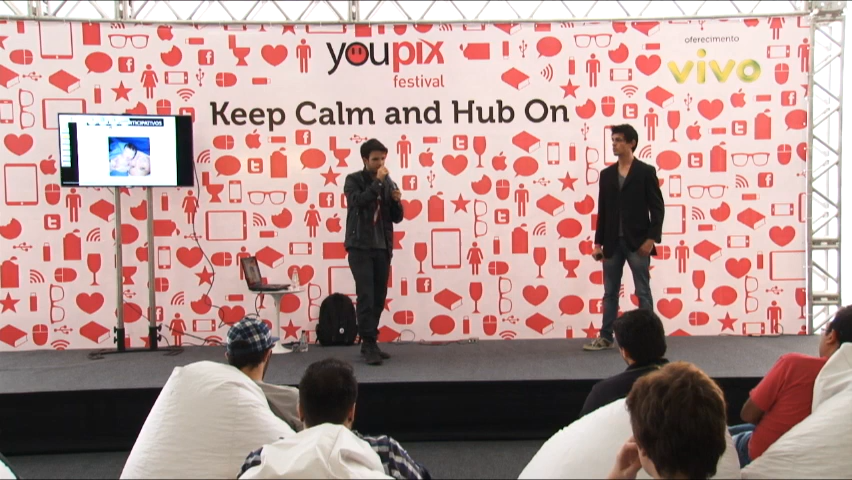 youpix
festival
oferecimento
vivo
Keep Calm and Hub On